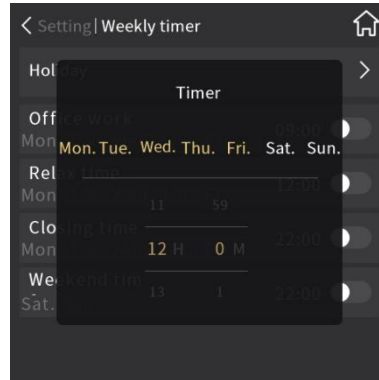 Setting | Weekly timer
Holiday
Timer
Office work
09:00
Mon.
Mon. Tue. Wed. Thu. Fri. Sat. Sun.
Relax time
12:00
Mon
11 59
Closing time
22:00
Mon
12 H 0 M
Weekend tim
22:00
13 1
Sat.